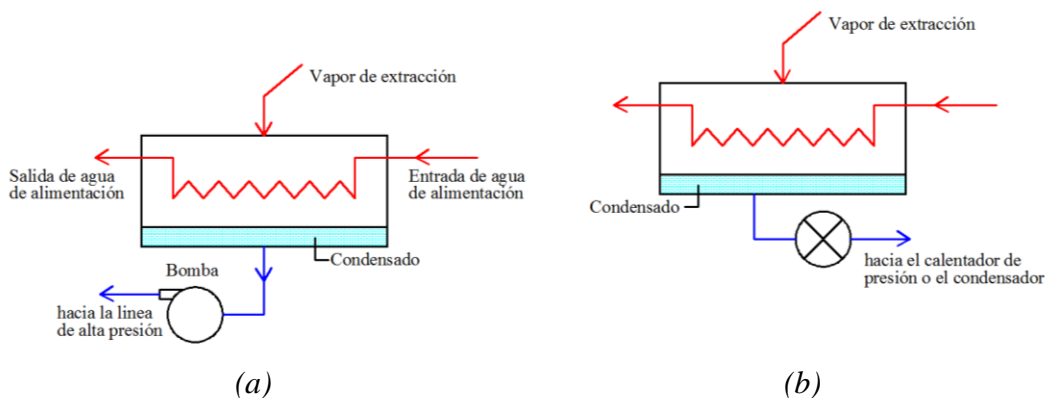 Vapor de extracción
Salida de agua
de alimentación
Entrada de agua
de alimentación
Condensado
Bomba
hacia la linea
de alta presión
(a)
Vapor de extracción
Condensado
hacia el calentador de
presión o el condensador
(b)